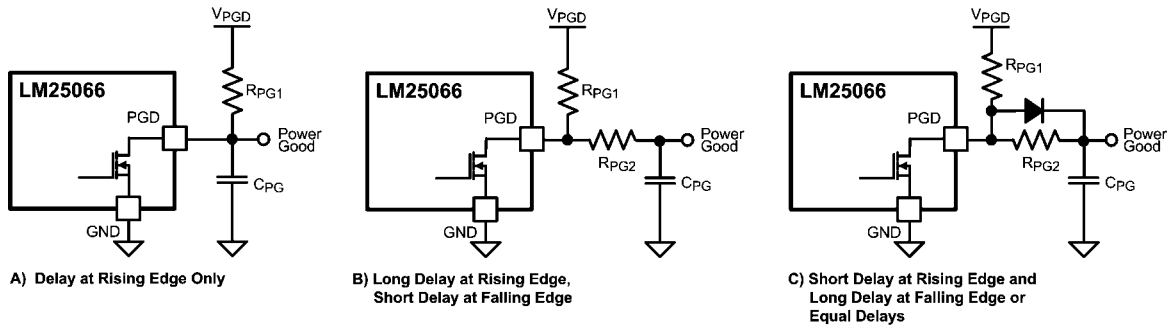 VPGD
LM25066
RPG1
PGD
Power
Good
CPG
GND
A) Delay at Rising Edge Only
VPGD
LM25066
RPG1
PGD
Power
Good
RPG2
CPG
GND
B) Long Delay at Rising Edge,
Short Delay at Falling Edge
VPGD
LM25066
RPG1
PGD
Power
Good
RPG2
CPG
GND
C) Short Delay at Rising Edge and
Long Delay at Falling Edge or
Equal Delays